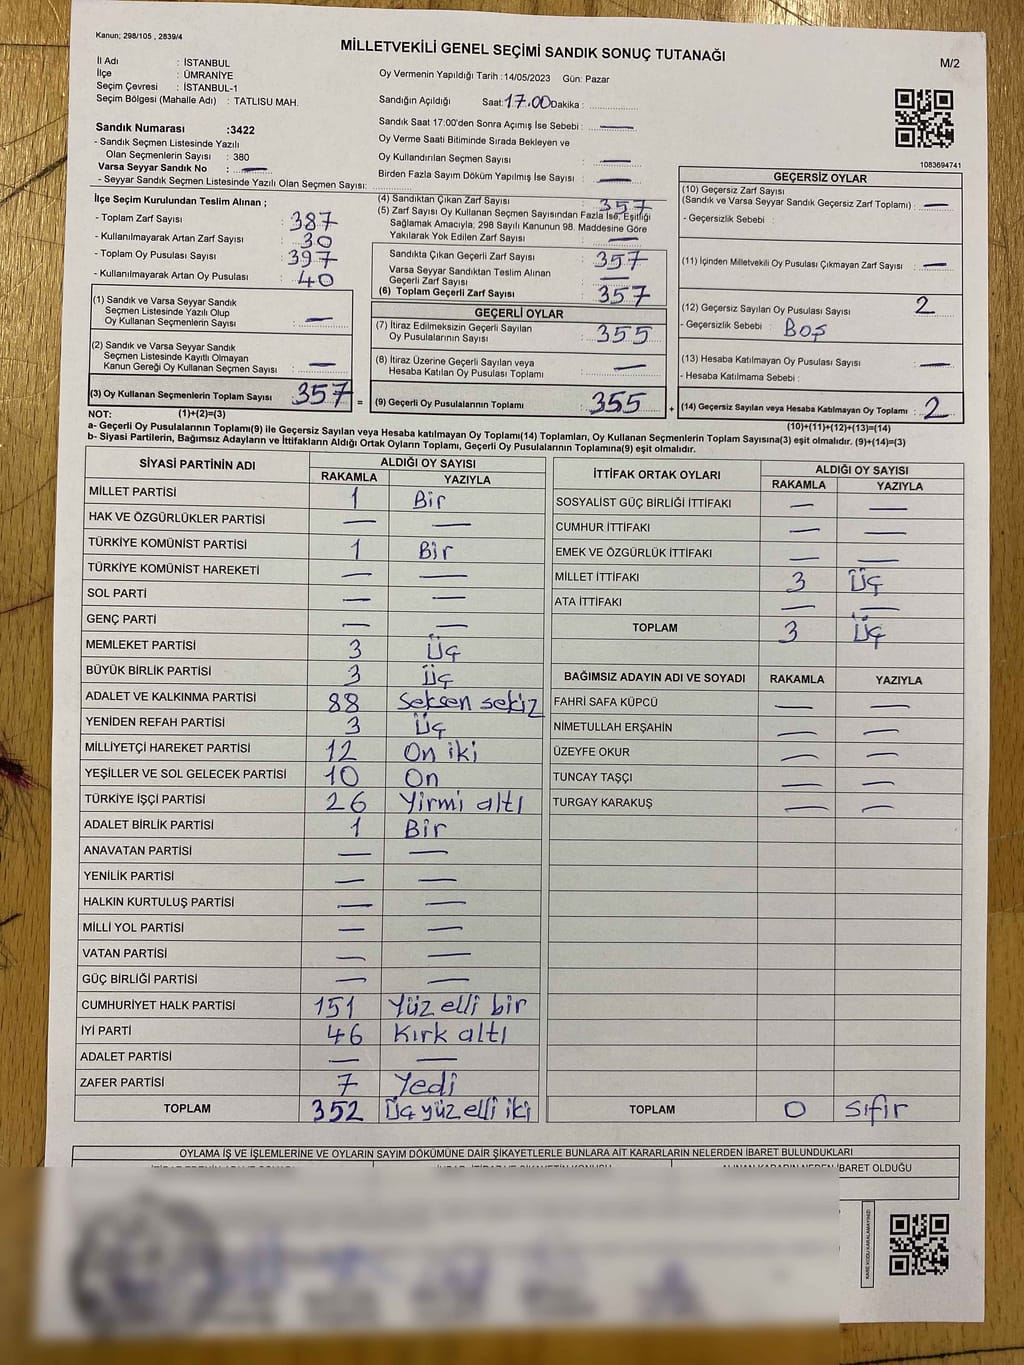 Kanun; 298/105 , 2839/4
MİLLETVEKİLİ GENEL SEÇİMİ SANDIK SONUÇ TUTANAĞI
M/2
İl Adı : İSTANBUL
İlçe : ÜMRANİYE
Seçim Çevresi : İSTANBUL-1
Seçim Bölgesi (Mahalle Adı) : TATLISU MAH.
Sandık Numarası :3422
- Sandık Seçmen Listesinde Yazılı
Olan Seçmenlerin Sayısı : 380
Varsa Seyyar Sandık No : —
- Seyyar Sandık Seçmen Listesinde Yazılı Olan Seçmen Sayısı:
Oy Vermenin Yapıldığı Tarih : 14/05/2023 Gün: Pazar
Sandığın Açıldığı Saat: 17.00 Dakika :
Sandık Saat 17:00'den Sonra Açımış İse Sebebi : —
Oy Verme Saati Bitiminde Sırada Bekleyen ve
Oy Kullandırılan Seçmen Sayısı : —
Birden Fazla Sayım Döküm Yapılmış İse Sayısı : —
1083694741
İlçe Seçim Kurulundan Teslim Alınan ;
- Toplam Zarf Sayısı : 387
- Kullanılmayarak Artan Zarf Sayısı : 30
- Toplam Oy Pusulası Sayısı : 397
- Kullanılmayarak Artan Oy Pusulası : 40
(1) Sandık ve Varsa Seyyar Sandık
Seçmen Listesinde Yazılı Olup
Oy Kullanan Seçmenlerin Sayısı : —
(2) Sandık ve Varsa Seyyar Sandık
Seçmen Listesinde Kayıtlı Olmayan
Kanun Gereği Oy Kullanan Seçmen Sayısı : —
(3) Oy Kullanan Seçmenlerin Toplam Sayısı : 357 =
(4) Sandıktan Çıkan Zarf Sayısı : 357
(5) Zarf Sayısı Oy Kullanan Seçmen Sayısından Fazla İse, Eşitliği
Sağlamak Amacıyla, 298 Sayılı Kanunun 98. Maddesine Göre
Yakılarak Yok Edilen Zarf Sayısı : —
Sandıkta Çıkan Geçerli Zarf Sayısı : 357
Varsa Seyyar Sandıktan Teslim Alınan
Geçerli Zarf Sayısı : —
(6) Toplam Geçerli Zarf Sayısı : 357
GEÇERLİ OYLAR
(7) İtiraz Edilmeksizin Geçerli Sayılan
Oy Pusulalarının Sayısı : 355
(8) İtiraz Üzerine Geçerli Sayılan veya
Hesaba Katılan Oy Pusulası Toplamı : —
(9) Geçerli Oy Pusulalarının Toplamı : 355 +
GEÇERSİZ OYLAR
(10) Geçersiz Zarf Sayısı
(Sandık ve Varsa Seyyar Sandık Geçersiz Zarf Toplamı) : —
- Geçersizlik Sebebi :
(11) İçinden Milletvekili Oy Pusulası Çıkmayan Zarf Sayısı : —
(12) Geçersiz Sayılan Oy Pusulası Sayısı : 2
- Geçersizlik Sebebi : Boş
(13) Hesaba Katılmayan Oy Pusulası Sayısı : —
- Hesaba Katılmama Sebebi :
(14) Geçersiz Sayılan veya Hesaba Katılmayan Oy Toplamı : 2
NOT: (1)+(2)=(3) (10)+(11)+(12)+(13)=(14)
a- Geçerli Oy Pusulalarının Toplamı(9) ile Geçersiz Sayılan veya Hesaba katılmayan Oy Toplamı(14) Toplamları, Oy Kullanan Seçmenlerin Toplam Sayısına(3) eşit olmalıdır. (9)+(14)=(3)
b- Siyasi Partilerin, Bağımsız Adayların ve İttifakların Aldığı Ortak Oyların Toplamı, Geçerli Oy Pusulalarının Toplamına(9) eşit olmalıdır.
SİYASİ PARTİNİN ADI ALDIĞI OY SAYISI
RAKAMLA YAZIYLA
MİLLET PARTİSİ 1 Bir
HAK VE ÖZGÜRLÜKLER PARTİSİ — —
TÜRKİYE KOMÜNİST PARTİSİ 1 Bir
TÜRKİYE KOMÜNİST HAREKETİ — —
SOL PARTİ — —
GENÇ PARTİ — —
MEMLEKET PARTİSİ 3 Üç
BÜYÜK BİRLİK PARTİSİ 3 Üç
ADALET VE KALKINMA PARTİSİ 88 Seksen sekiz
YENİDEN REFAH PARTİSİ 3 Üç
MİLLİYETÇİ HAREKET PARTİSİ 12 On iki
YEŞİLLER VE SOL GELECEK PARTİSİ 10 On
TÜRKİYE İŞÇİ PARTİSİ 26 Yirmi altı
ADALET BİRLİK PARTİSİ 1 Bir
ANAVATAN PARTİSİ — —
YENİLİK PARTİSİ — —
HALKIN KURTULUŞ PARTİSİ — —
MİLLİ YOL PARTİSİ — —
VATAN PARTİSİ — —
GÜÇ BİRLİĞİ PARTİSİ — —
CUMHURİYET HALK PARTİSİ 151 Yüz elli bir
İYİ PARTİ 46 Kırk altı
ADALET PARTİSİ — —
ZAFER PARTİSİ 7 Yedi
TOPLAM 352 Üç yüz elli iki
İTTİFAK ORTAK OYLARI ALDIĞI OY SAYISI
RAKAMLA YAZIYLA
SOSYALİST GÜÇ BİRLİĞİ İTTİFAKI — —
CUMHUR İTTİFAKI — —
EMEK VE ÖZGÜRLÜK İTTİFAKI — —
MİLLET İTTİFAKI 3 Üç
ATA İTTİFAKI — —
TOPLAM 3 Üç
BAĞIMSIZ ADAYIN ADI VE SOYADI RAKAMLA YAZIYLA
FAHRİ SAFA KÜPCÜ — —
NİMETULLAH ERŞAHİN — —
ÜZEYFE OKUR — —
TUNCAY TAŞÇI — —
TURGAY KARAKUŞ — —
TOPLAM 0 Sıfır
OYLAMA İŞ VE İŞLEMLERİNE VE OYLARIN SAYIM DÖKÜMÜNE DAİR ŞİKAYETLERLE BUNLARA AİT KARARLARIN NELERDEN İBARET BULUNDUKLARI
ALINAN KARARIN NEDEN İBARET OLDUĞU
KARE KODU KARALAMAYINIZ!